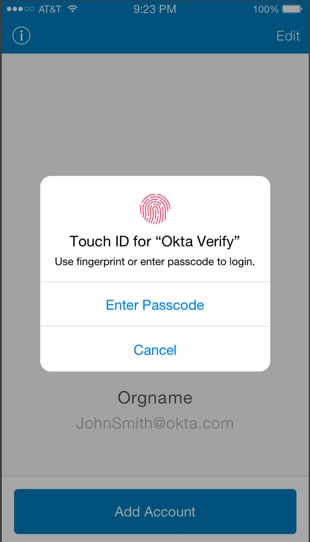 AT&T 9:23 PM 100%
Edit
Touch ID for “Okta Verify”
Use fingerprint or enter passcode to login.
Enter Passcode
Cancel
Orgname
JohnSmith@okta.com
Add Account